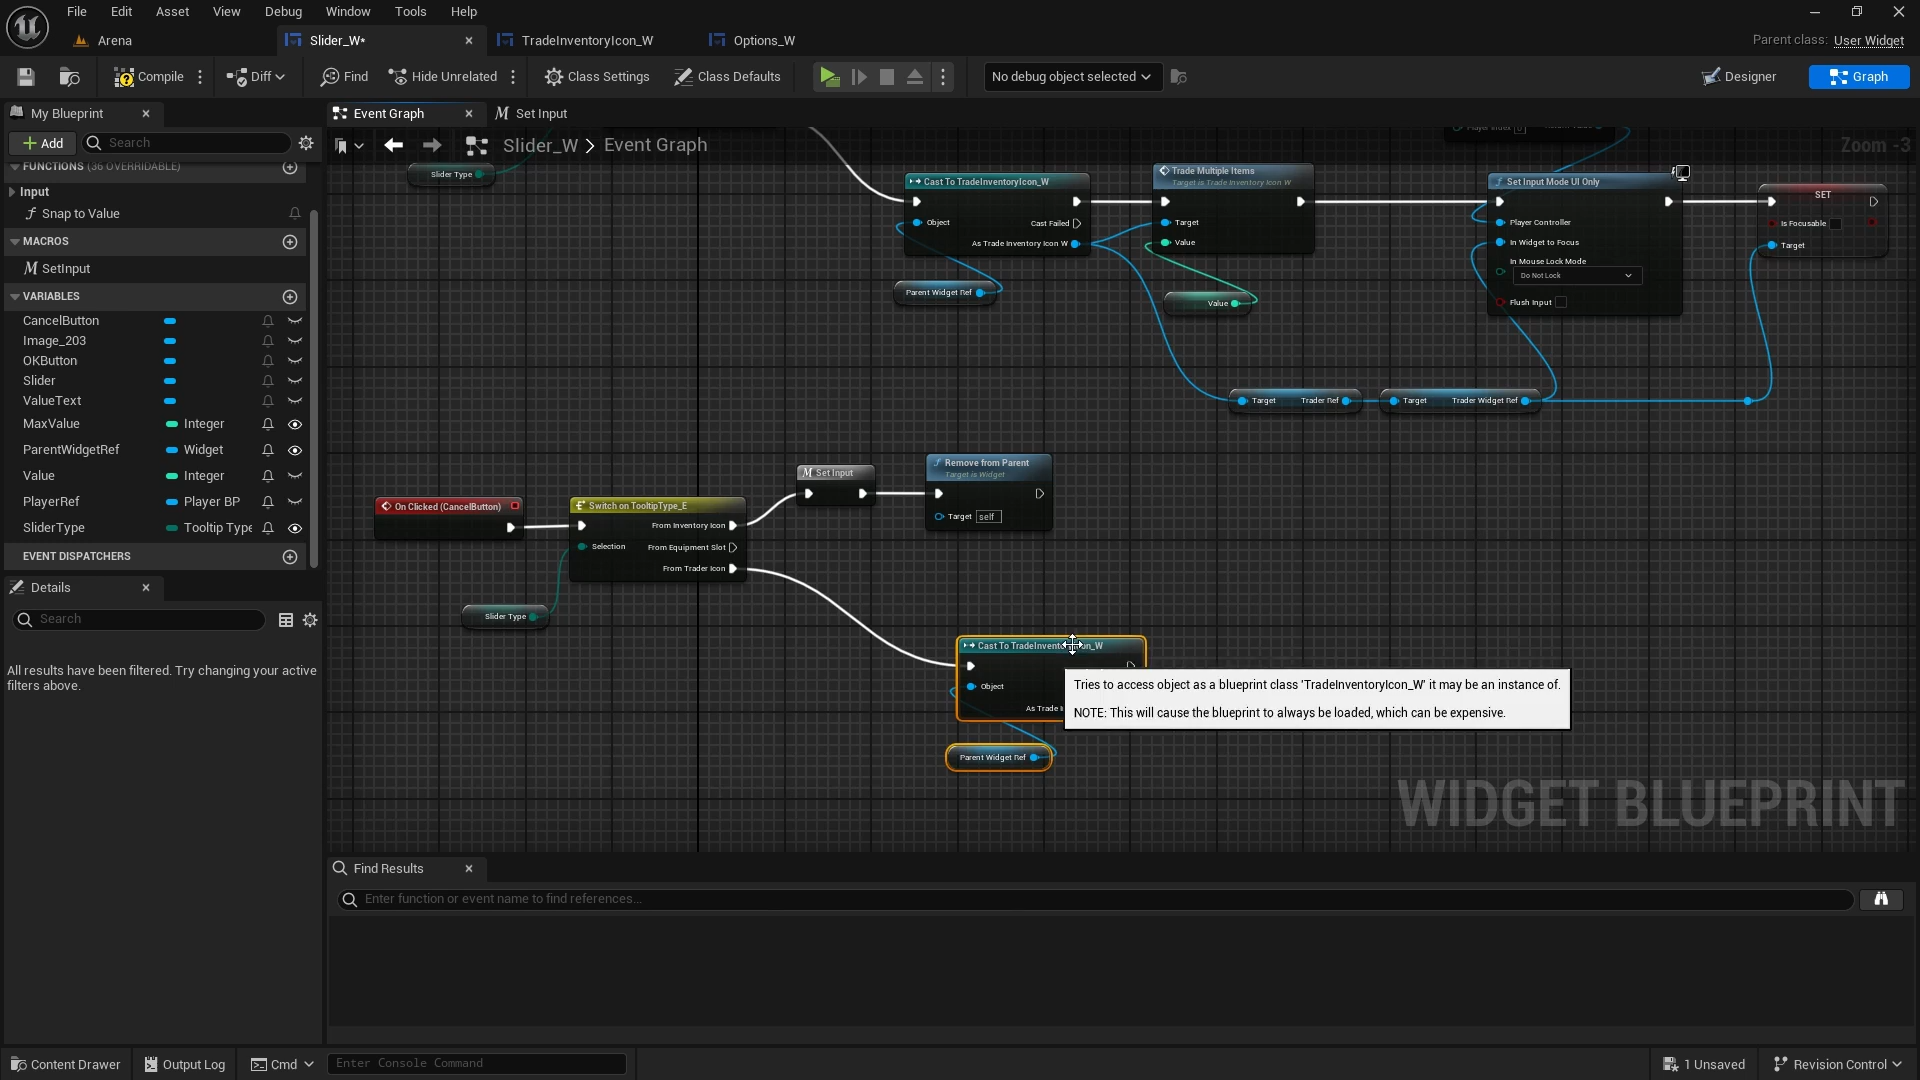 File Edit Asset View Debug Window Tools Help
Arena
Slider_W*
TradeInventoryIcon_W
Options_W
Parent class: User Widget
Compile
Diff
Find
Hide Unrelated
Class Settings
Class Defaults
No debug object selected
Designer
Graph
My Blueprint
Event Graph
Set Input
Add
Search
Slider_W > Event Graph
Zoom -3
FUNCTIONS (36 OVERRIDABLE)
Input
Snap to Value
MACROS
SetInput
VARIABLES
CancelButton
Image_203
OKButton
Slider
ValueText
MaxValue Integer
ParentWidgetRef Widget
Value Integer
PlayerRef Player BP
SliderType Tooltip Type
EVENT DISPATCHERS
Details
Search
All results have been filtered. Try changing your active
filters above.
Slider Type
Cast To TradeInventoryIcon_W
Object
Cast Failed
As Trade Inventory Icon W
Parent Widget Ref
Trade Multiple Items
Target is Trade Inventory Icon W
Target
Value
Value
Player Index 0
Set Input Mode UI Only
Player Controller
In Widget to Focus
In Mouse Lock Mode
Do Not Lock
Flush Input
SET
Is Focusable
Target
Target Trader Ref
Target Trader Widget Ref
On Clicked (CancelButton)
Switch on TooltipType_E
From Inventory Icon
Selection
From Equipment Slot
From Trader Icon
Slider Type
Set Input
Remove from Parent
Target is Widget
Target self
Object
Parent Widget Ref
Tries to access object as a blueprint class 'TradeInventoryIcon_W' it may be an instance of.
NOTE: This will cause the blueprint to always be loaded, which can be expensive.
WIDGET BLUEPRINT
Find Results
Enter function or event name to find references...
Content Drawer
Output Log
Cmd
Enter Console Command
1 Unsaved
Revision Control